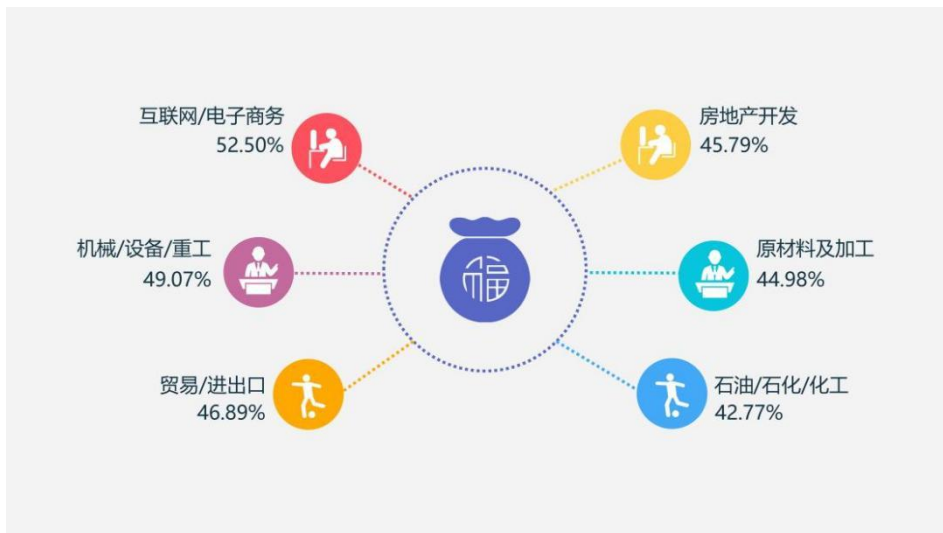 互联网/电子商务
52.50%
房地产开发
45.79%
机械/设备/重工
49.07%
福
原材料及加工
44.98%
贸易/进出口
46.89%
石油/石化/化工
42.77%